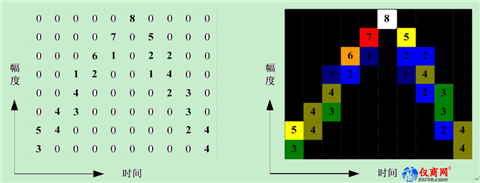 0 0 0 0 0 8 0 0 0 0
0 0 0 0 7 0 5 0 0 0
0 0 0 6 1 0 2 2 0 0
0 0 1 2 0 0 1 4 0 0
0 0 4 0 0 0 0 2 3 0
0 4 3 0 0 0 0 0 3 0
5 4 0 0 0 0 0 0 2 4
3 0 0 0 0 0 0 0 0 4
幅度
时间
8
7 5
6 1 2 2
1 2 1 4
4 2 3
4 3 3
5 4 2 4
4
幅度
时间
仪商网